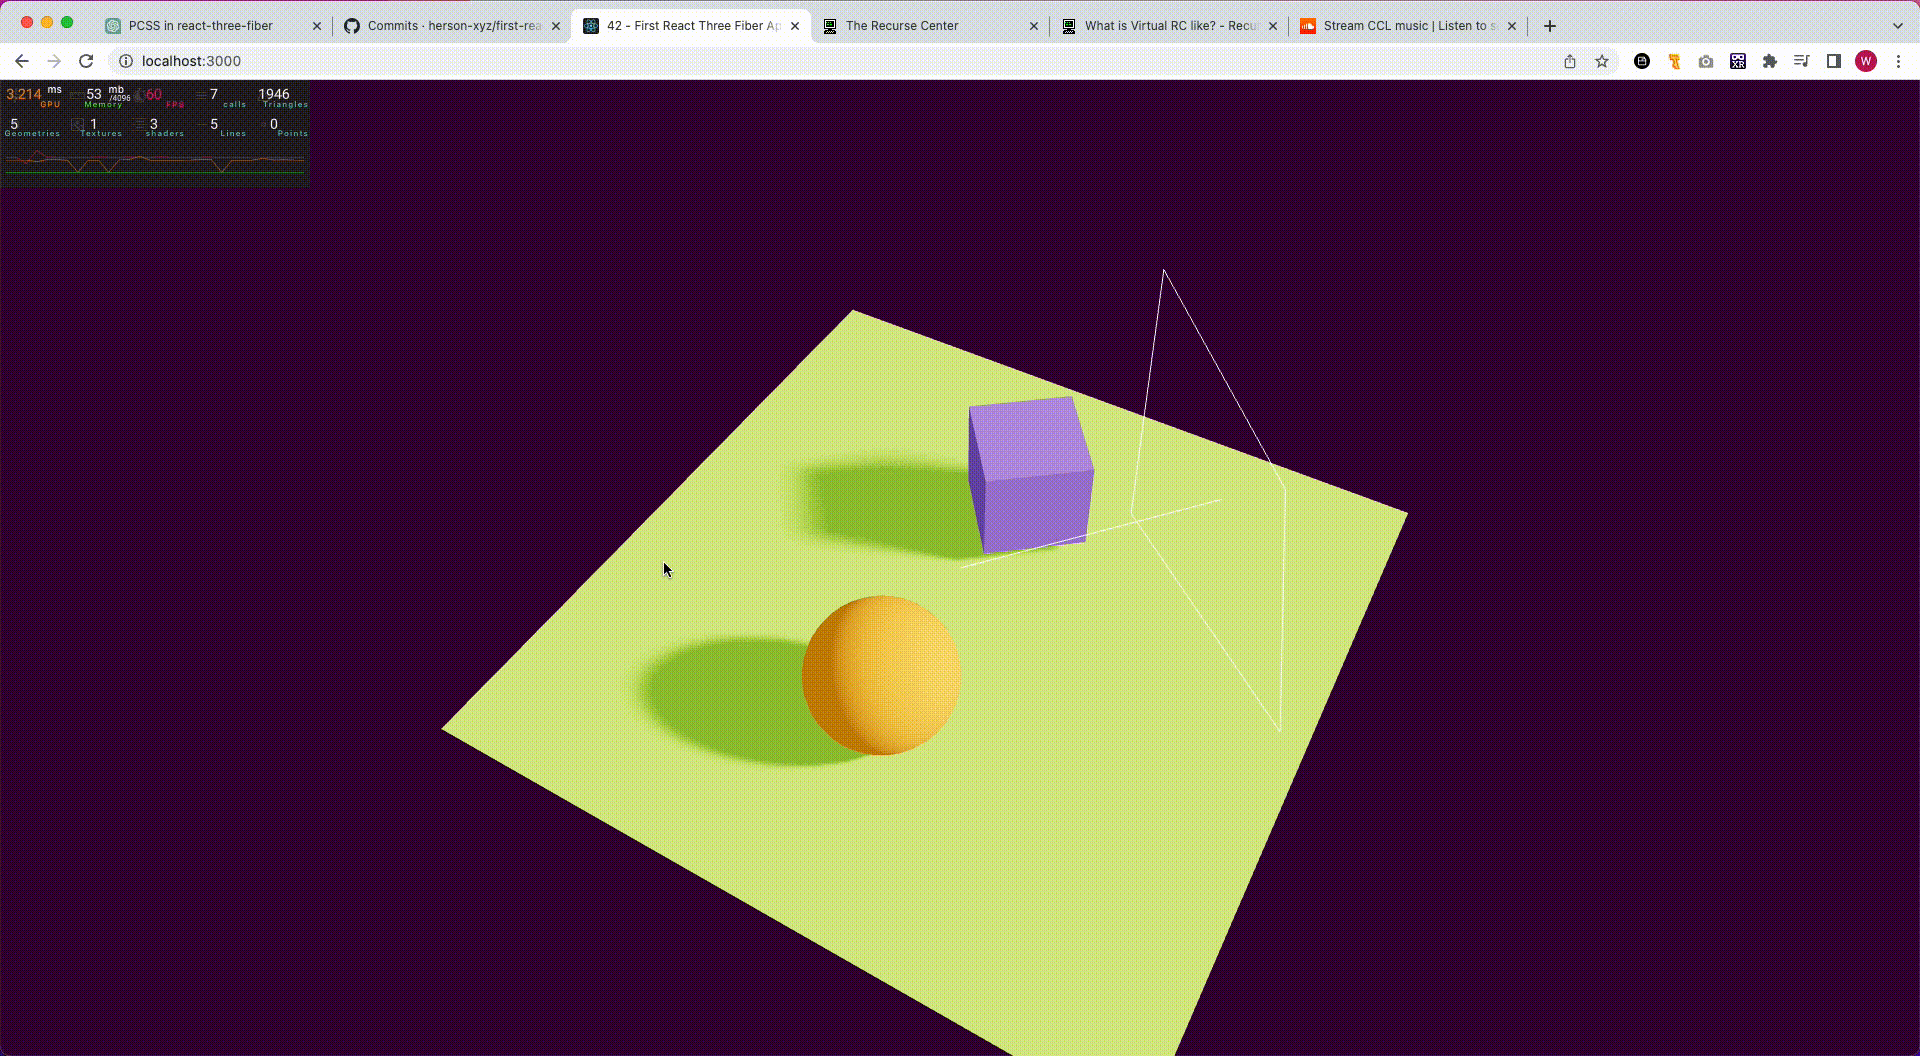 PCSS in react-three-fiber
Commits · herson-xyz/first-rea
42 - First React Three Fiber Ap
The Recurse Center
What is Virtual RC like? - Recu
Stream CCL music | Listen to s
localhost:3000
W
3.214 ms GPU
53 mb /4096 Memory
60 FPS
7 calls
1946 Triangles
5 Geometries
1 Textures
3 shaders
5 Lines
0 Points